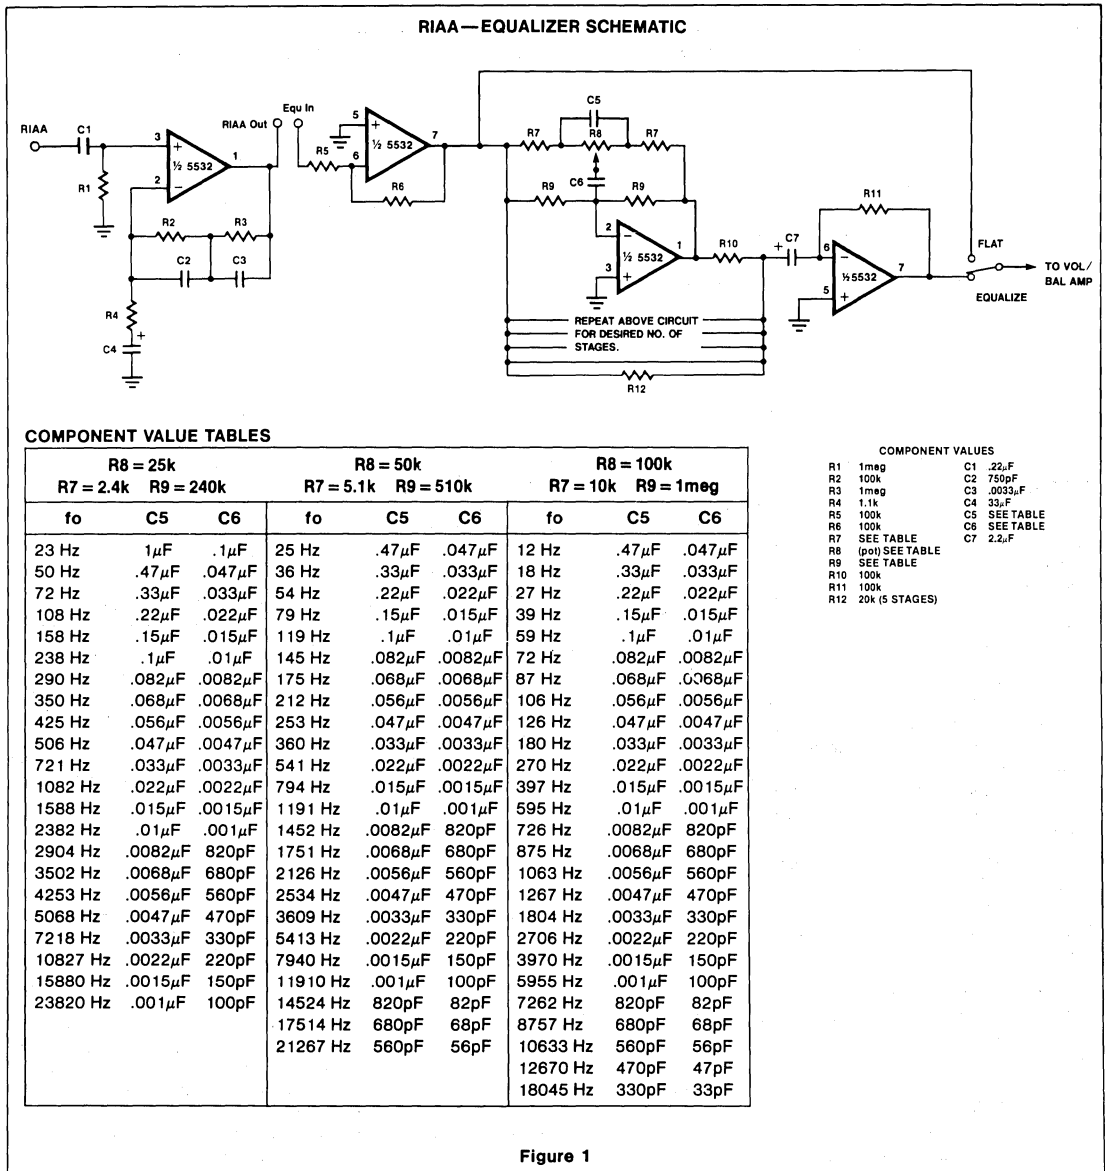 RIAA—EQUALIZER SCHEMATIC
RIAA
C1
R1
3
+
2
−
½ 5532
1
R2
R3
C2
C3
R4
+
C4
RIAA Out
Equ In
R5
5
+
6
½ 5532
7
R6
C5
R7
R8
R7
C6
R9
R9
2
−
3
+
½ 5532
1
R10
+
C7
R11
6
−
5
+
½5532
7
FLAT
EQUALIZE
TO VOL/
BAL AMP
REPEAT ABOVE CIRCUIT
FOR DESIRED NO. OF
STAGES.
R12
COMPONENT VALUE TABLES
R8 = 25k R8 = 50k R8 = 100k
R7 = 2.4k R9 = 240k R7 = 5.1k R9 = 510k R7 = 10k R9 = 1meg
fo C5 C6 fo C5 C6 fo C5 C6
23 Hz 1µF .1µF 25 Hz .47µF .047µF 12 Hz .47µF .047µF
50 Hz .47µF .047µF 36 Hz .33µF .033µF 18 Hz .33µF .033µF
72 Hz .33µF .033µF 54 Hz .22µF .022µF 27 Hz .22µF .022µF
108 Hz .22µF .022µF 79 Hz .15µF .015µF 39 Hz .15µF .015µF
158 Hz .15µF .015µF 119 Hz .1µF .01µF 59 Hz .1µF .01µF
238 Hz .1µF .01µF 145 Hz .082µF .0082µF 72 Hz .082µF .0082µF
290 Hz .082µF .0082µF 175 Hz .068µF .0068µF 87 Hz .068µF .0068µF
350 Hz .068µF .0068µF 212 Hz .056µF .0056µF 106 Hz .056µF .0056µF
425 Hz .056µF .0056µF 253 Hz .047µF .0047µF 126 Hz .047µF .0047µF
506 Hz .047µF .0047µF 360 Hz .033µF .0033µF 180 Hz .033µF .0033µF
721 Hz .033µF .0033µF 541 Hz .022µF .0022µF 270 Hz .022µF .0022µF
1082 Hz .022µF .0022µF 794 Hz .015µF .0015µF 397 Hz .015µF .0015µF
1588 Hz .015µF .0015µF 1191 Hz .01µF .001µF 595 Hz .01µF .001µF
2382 Hz .01µF .001µF 1452 Hz .0082µF 820pF 726 Hz .0082µF 820pF
2904 Hz .0082µF 820pF 1751 Hz .0068µF 680pF 875 Hz .0068µF 680pF
3502 Hz .0068µF 680pF 2126 Hz .0056µF 560pF 1063 Hz .0056µF 560pF
4253 Hz .0056µF 560pF 2534 Hz .0047µF 470pF 1267 Hz .0047µF 470pF
5068 Hz .0047µF 470pF 3609 Hz .0033µF 330pF 1804 Hz .0033µF 330pF
7218 Hz .0033µF 330pF 5413 Hz .0022µF 220pF 2706 Hz .0022µF 220pF
10827 Hz .0022µF 220pF 7940 Hz .0015µF 150pF 3970 Hz .0015µF 150pF
15880 Hz .0015µF 150pF 11910 Hz .001µF 100pF 5955 Hz .001µF 100pF
23820 Hz .001µF 100pF 14524 Hz 820pF 82pF 7262 Hz 820pF 82pF
17514 Hz 680pF 68pF 8757 Hz 680pF 68pF
21267 Hz 560pF 56pF 10633 Hz 560pF 56pF
12670 Hz 470pF 47pF
18045 Hz 330pF 33pF
COMPONENT VALUES
R1 1meg C1 .22µF
R2 100k C2 750pF
R3 1meg C3 .0033µF
R4 1.1k C4 33µF
R5 100k C5 SEE TABLE
R6 100k C6 SEE TABLE
R7 SEE TABLE C7 2.2µF
R8 (pot) SEE TABLE
R9 SEE TABLE
R10 100k
R11 100k
R12 20k (5 STAGES)
Figure 1